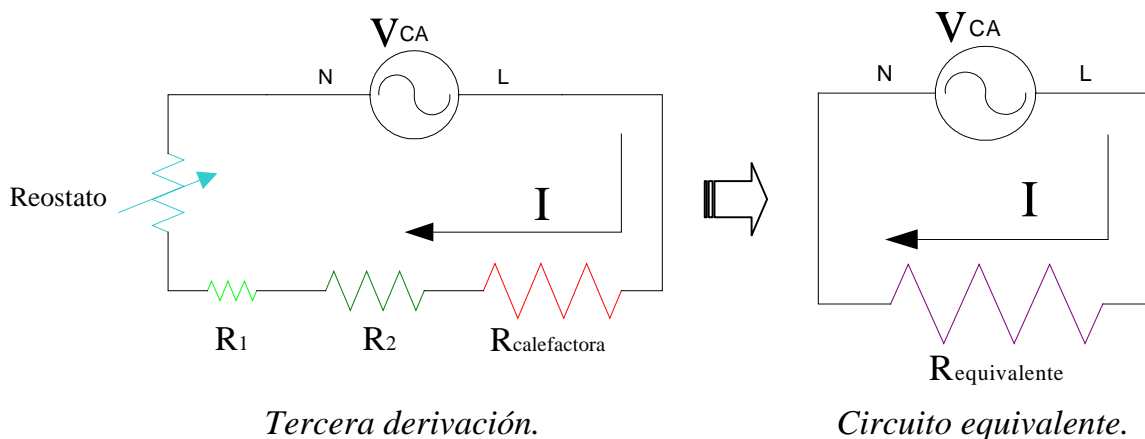 VCA
N
L
Reostato
I
R1
R2
Rcalefactora
Tercera derivación.
VCA
N
L
I
Requivalente
Circuito equivalente.